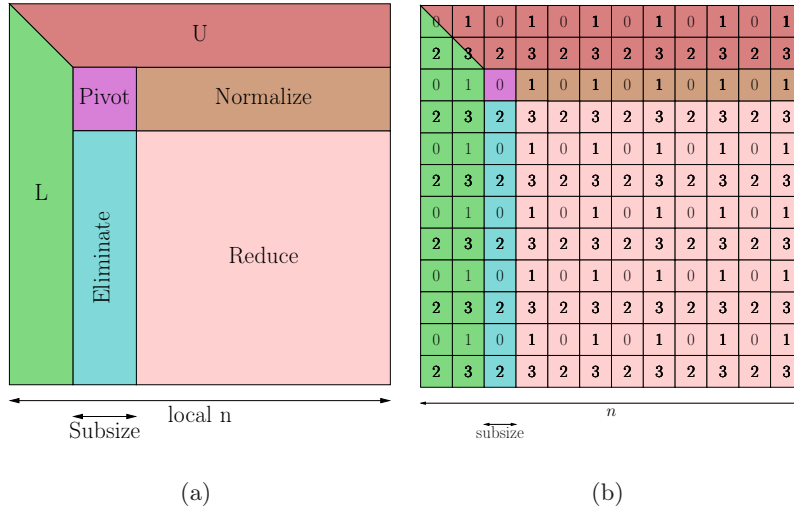 U
Pivot
Normalize
L
Eliminate
Reduce
local n
Subsize
(a)
0 1 0 1 0 1 0 1 0 1 0 1
2 3 2 3 2 3 2 3 2 3 2 3
0 1 0 1 0 1 0 1 0 1 0 1
2 3 2 3 2 3 2 3 2 3 2 3
0 1 0 1 0 1 0 1 0 1 0 1
2 3 2 3 2 3 2 3 2 3 2 3
0 1 0 1 0 1 0 1 0 1 0 1
2 3 2 3 2 3 2 3 2 3 2 3
0 1 0 1 0 1 0 1 0 1 0 1
2 3 2 3 2 3 2 3 2 3 2 3
0 1 0 1 0 1 0 1 0 1 0 1
2 3 2 3 2 3 2 3 2 3 2 3
n
subsize
(b)